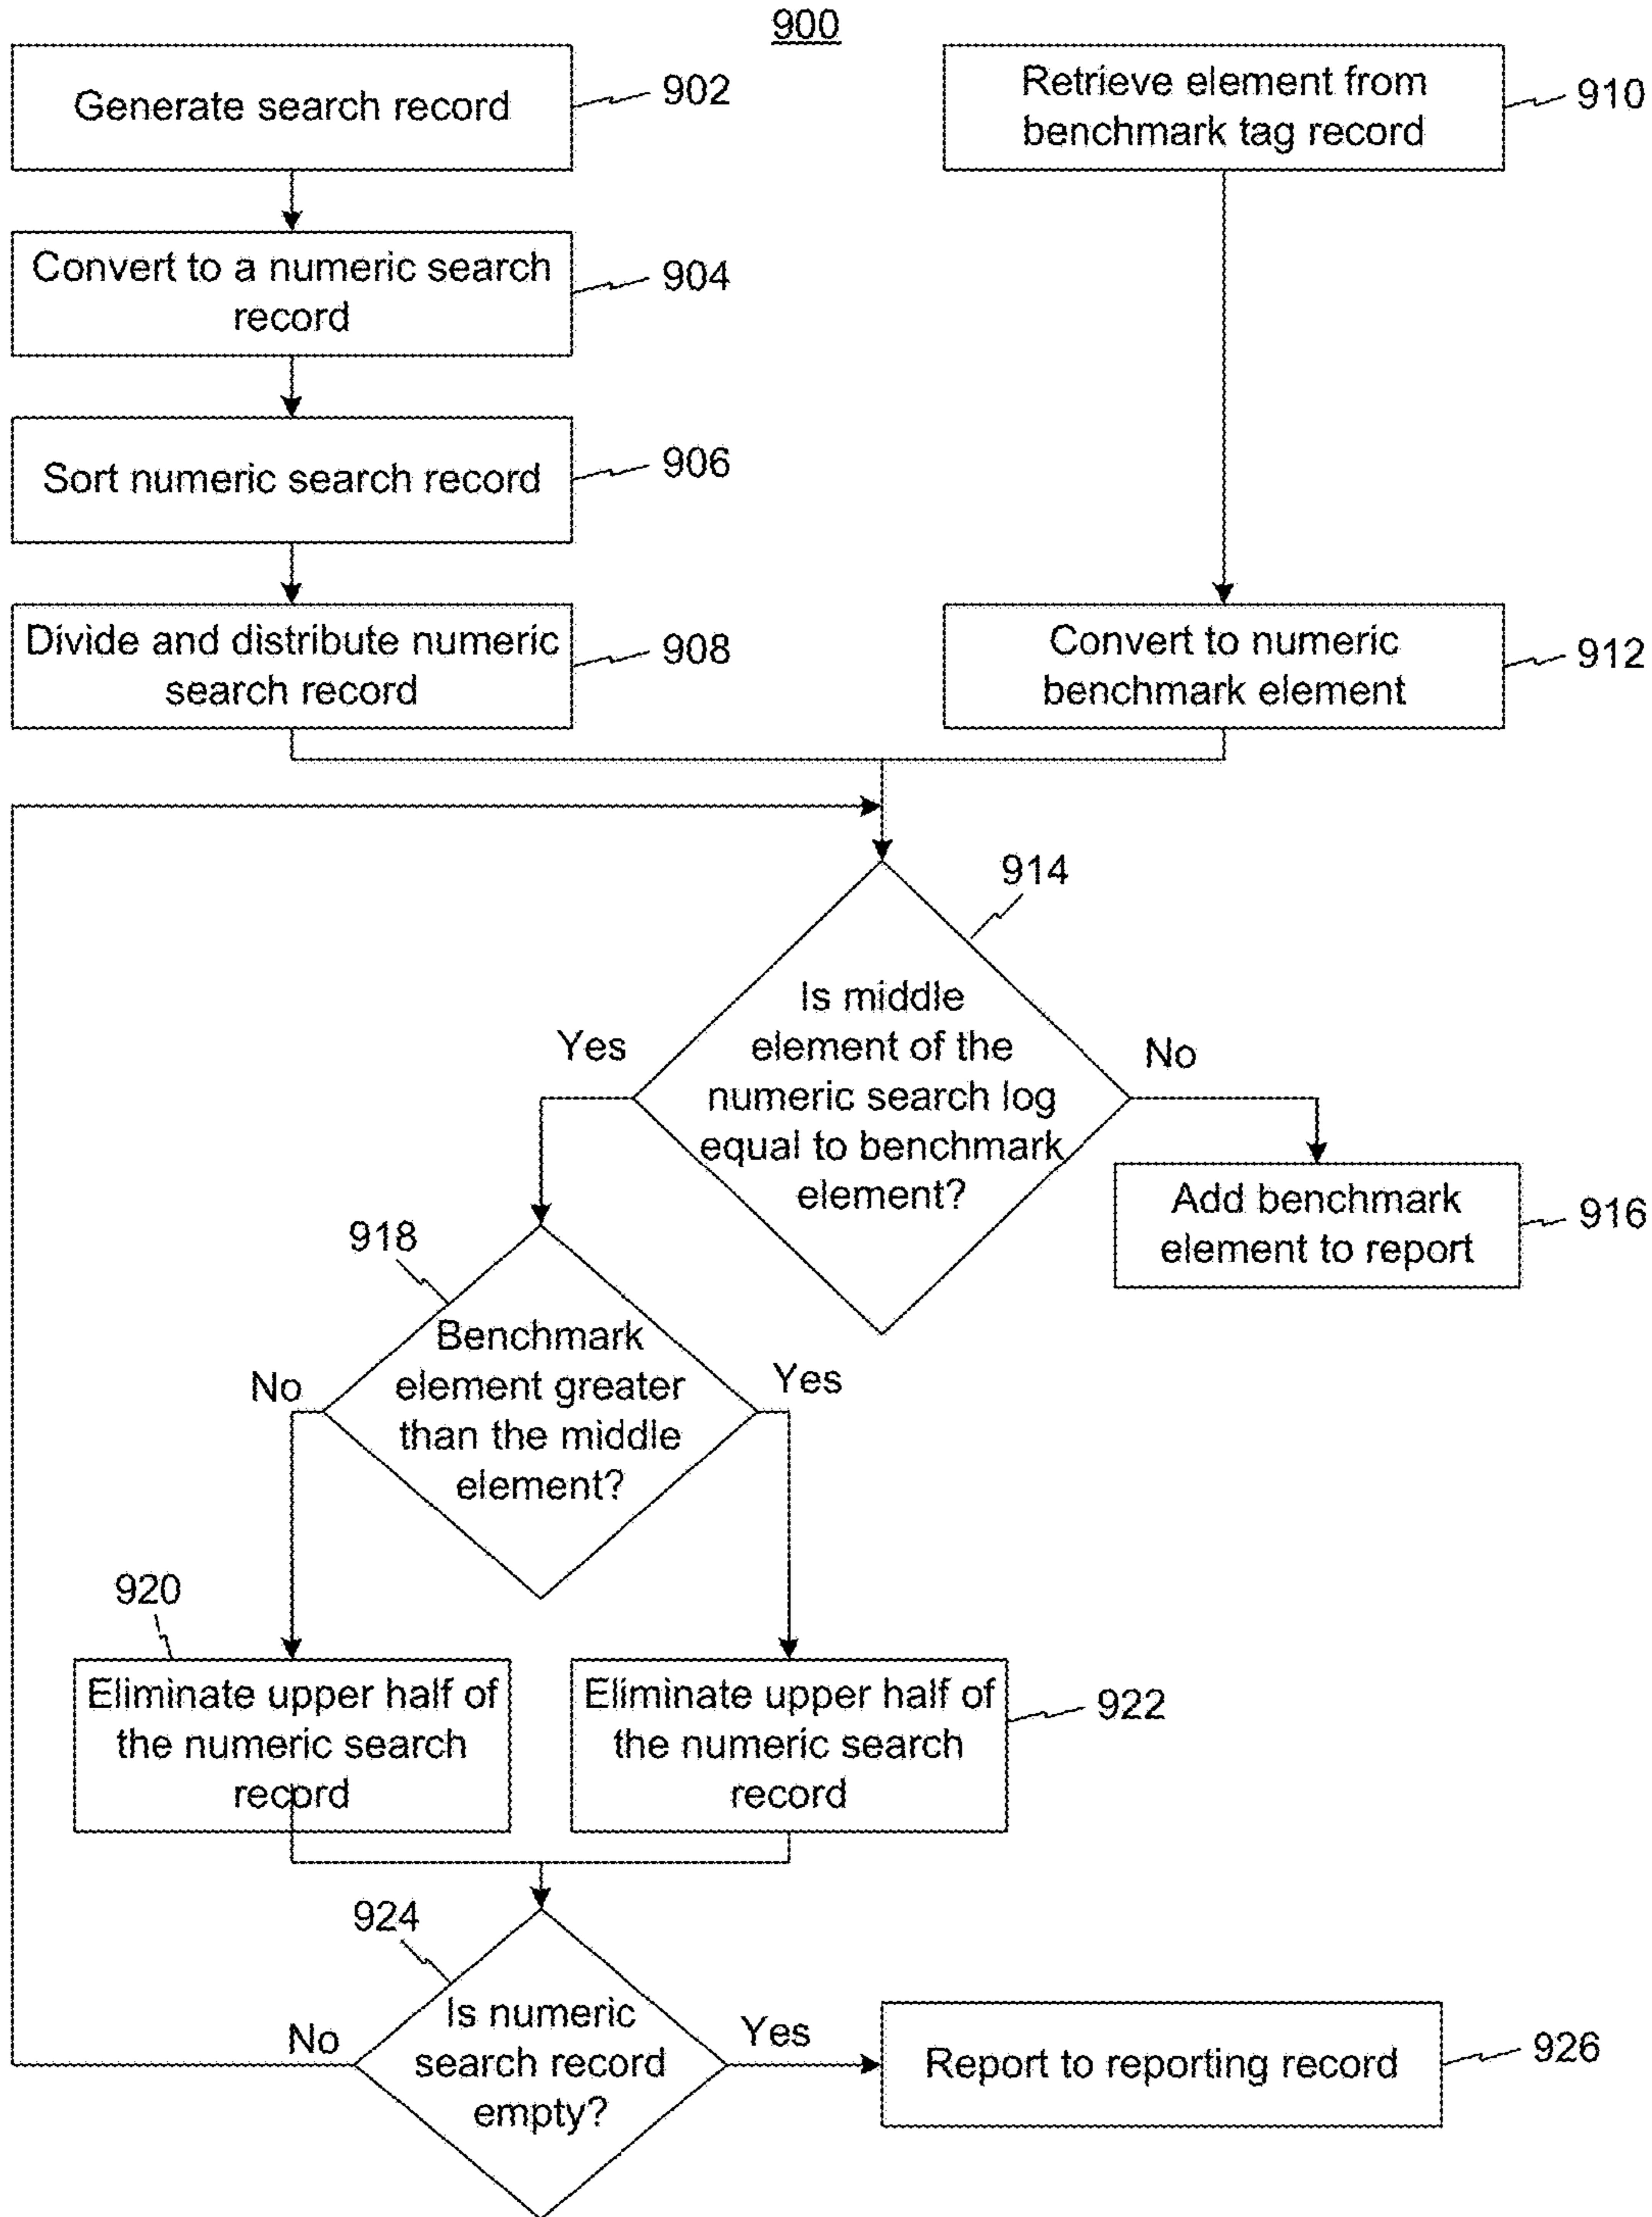 900
Generate search record
902
Convert to a numeric search
record
904
Sort numeric search record
906
Divide and distribute numeric
search record
908
Retrieve element from
benchmark tag record
910
Convert to numeric
benchmark element
912
914
Is middle
element of the
numeric search log
equal to benchmark
element?
Yes
No
Add benchmark
element to report
916
918
Benchmark
element greater
than the middle
element?
No
Yes
920
Eliminate upper half of
the numeric search
record
Eliminate upper half of
the numeric search
record
922
924
Is numeric
search record
empty?
No
Yes
Report to reporting record
926